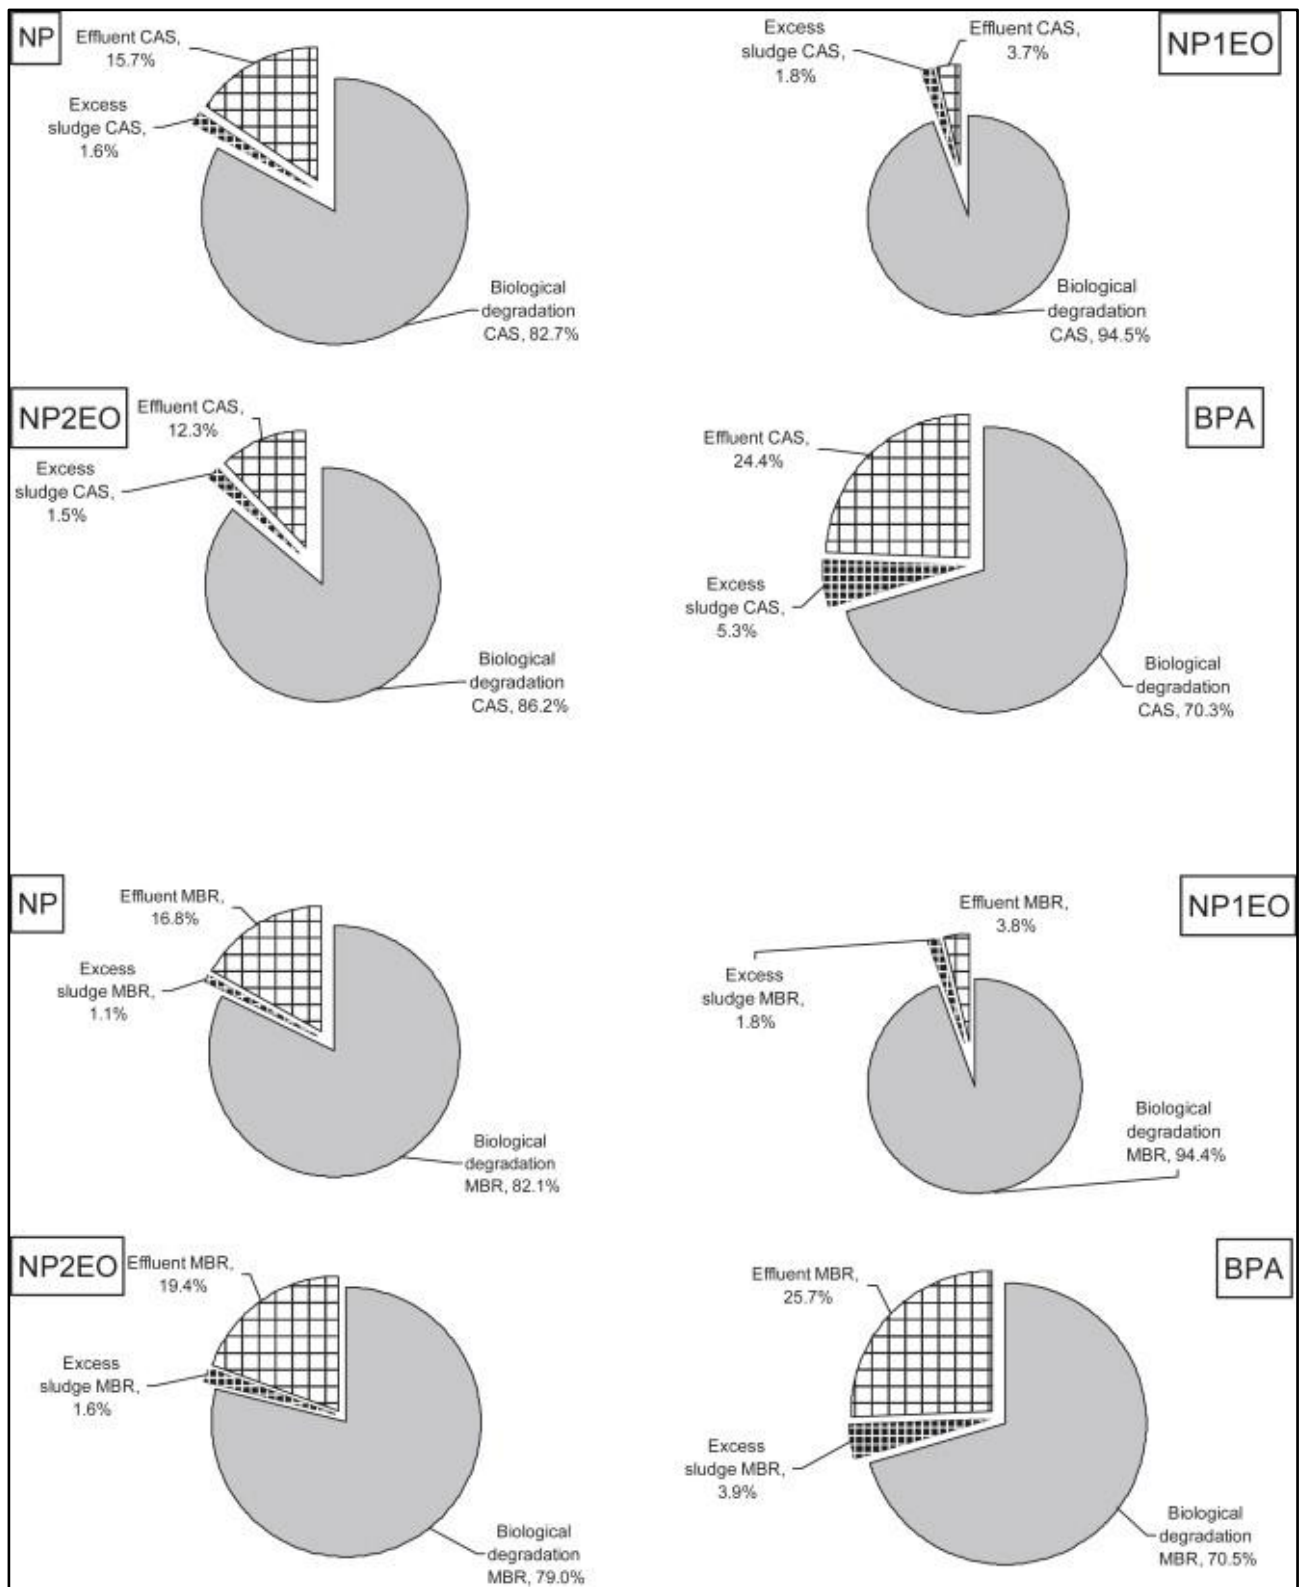 NP
Effluent CAS,
15.7%
Excess
sludge CAS,
1.6%
Biological
degradation
CAS, 82.7%
NP1EO
Excess
sludge CAS,
1.8%
Effluent CAS,
3.7%
Biological
degradation
CAS, 94.5%
NP2EO
Effluent CAS,
12.3%
Excess
sludge CAS,
1.5%
Biological
degradation
CAS, 86.2%
BPA
Effluent CAS,
24.4%
Excess
sludge CAS,
5.3%
Biological
degradation
CAS, 70.3%
NP
Effluent MBR,
16.8%
Excess
sludge MBR,
1.1%
Biological
degradation
MBR, 82.1%
NP1EO
Effluent MBR,
3.8%
Excess
sludge MBR,
1.8%
Biological
degradation
MBR, 94.4%
NP2EO
Effluent MBR,
19.4%
Excess
sludge MBR,
1.6%
Biological
degradation
MBR, 79.0%
BPA
Effluent MBR,
25.7%
Excess
sludge MBR,
3.9%
Biological
degradation
MBR, 70.5%